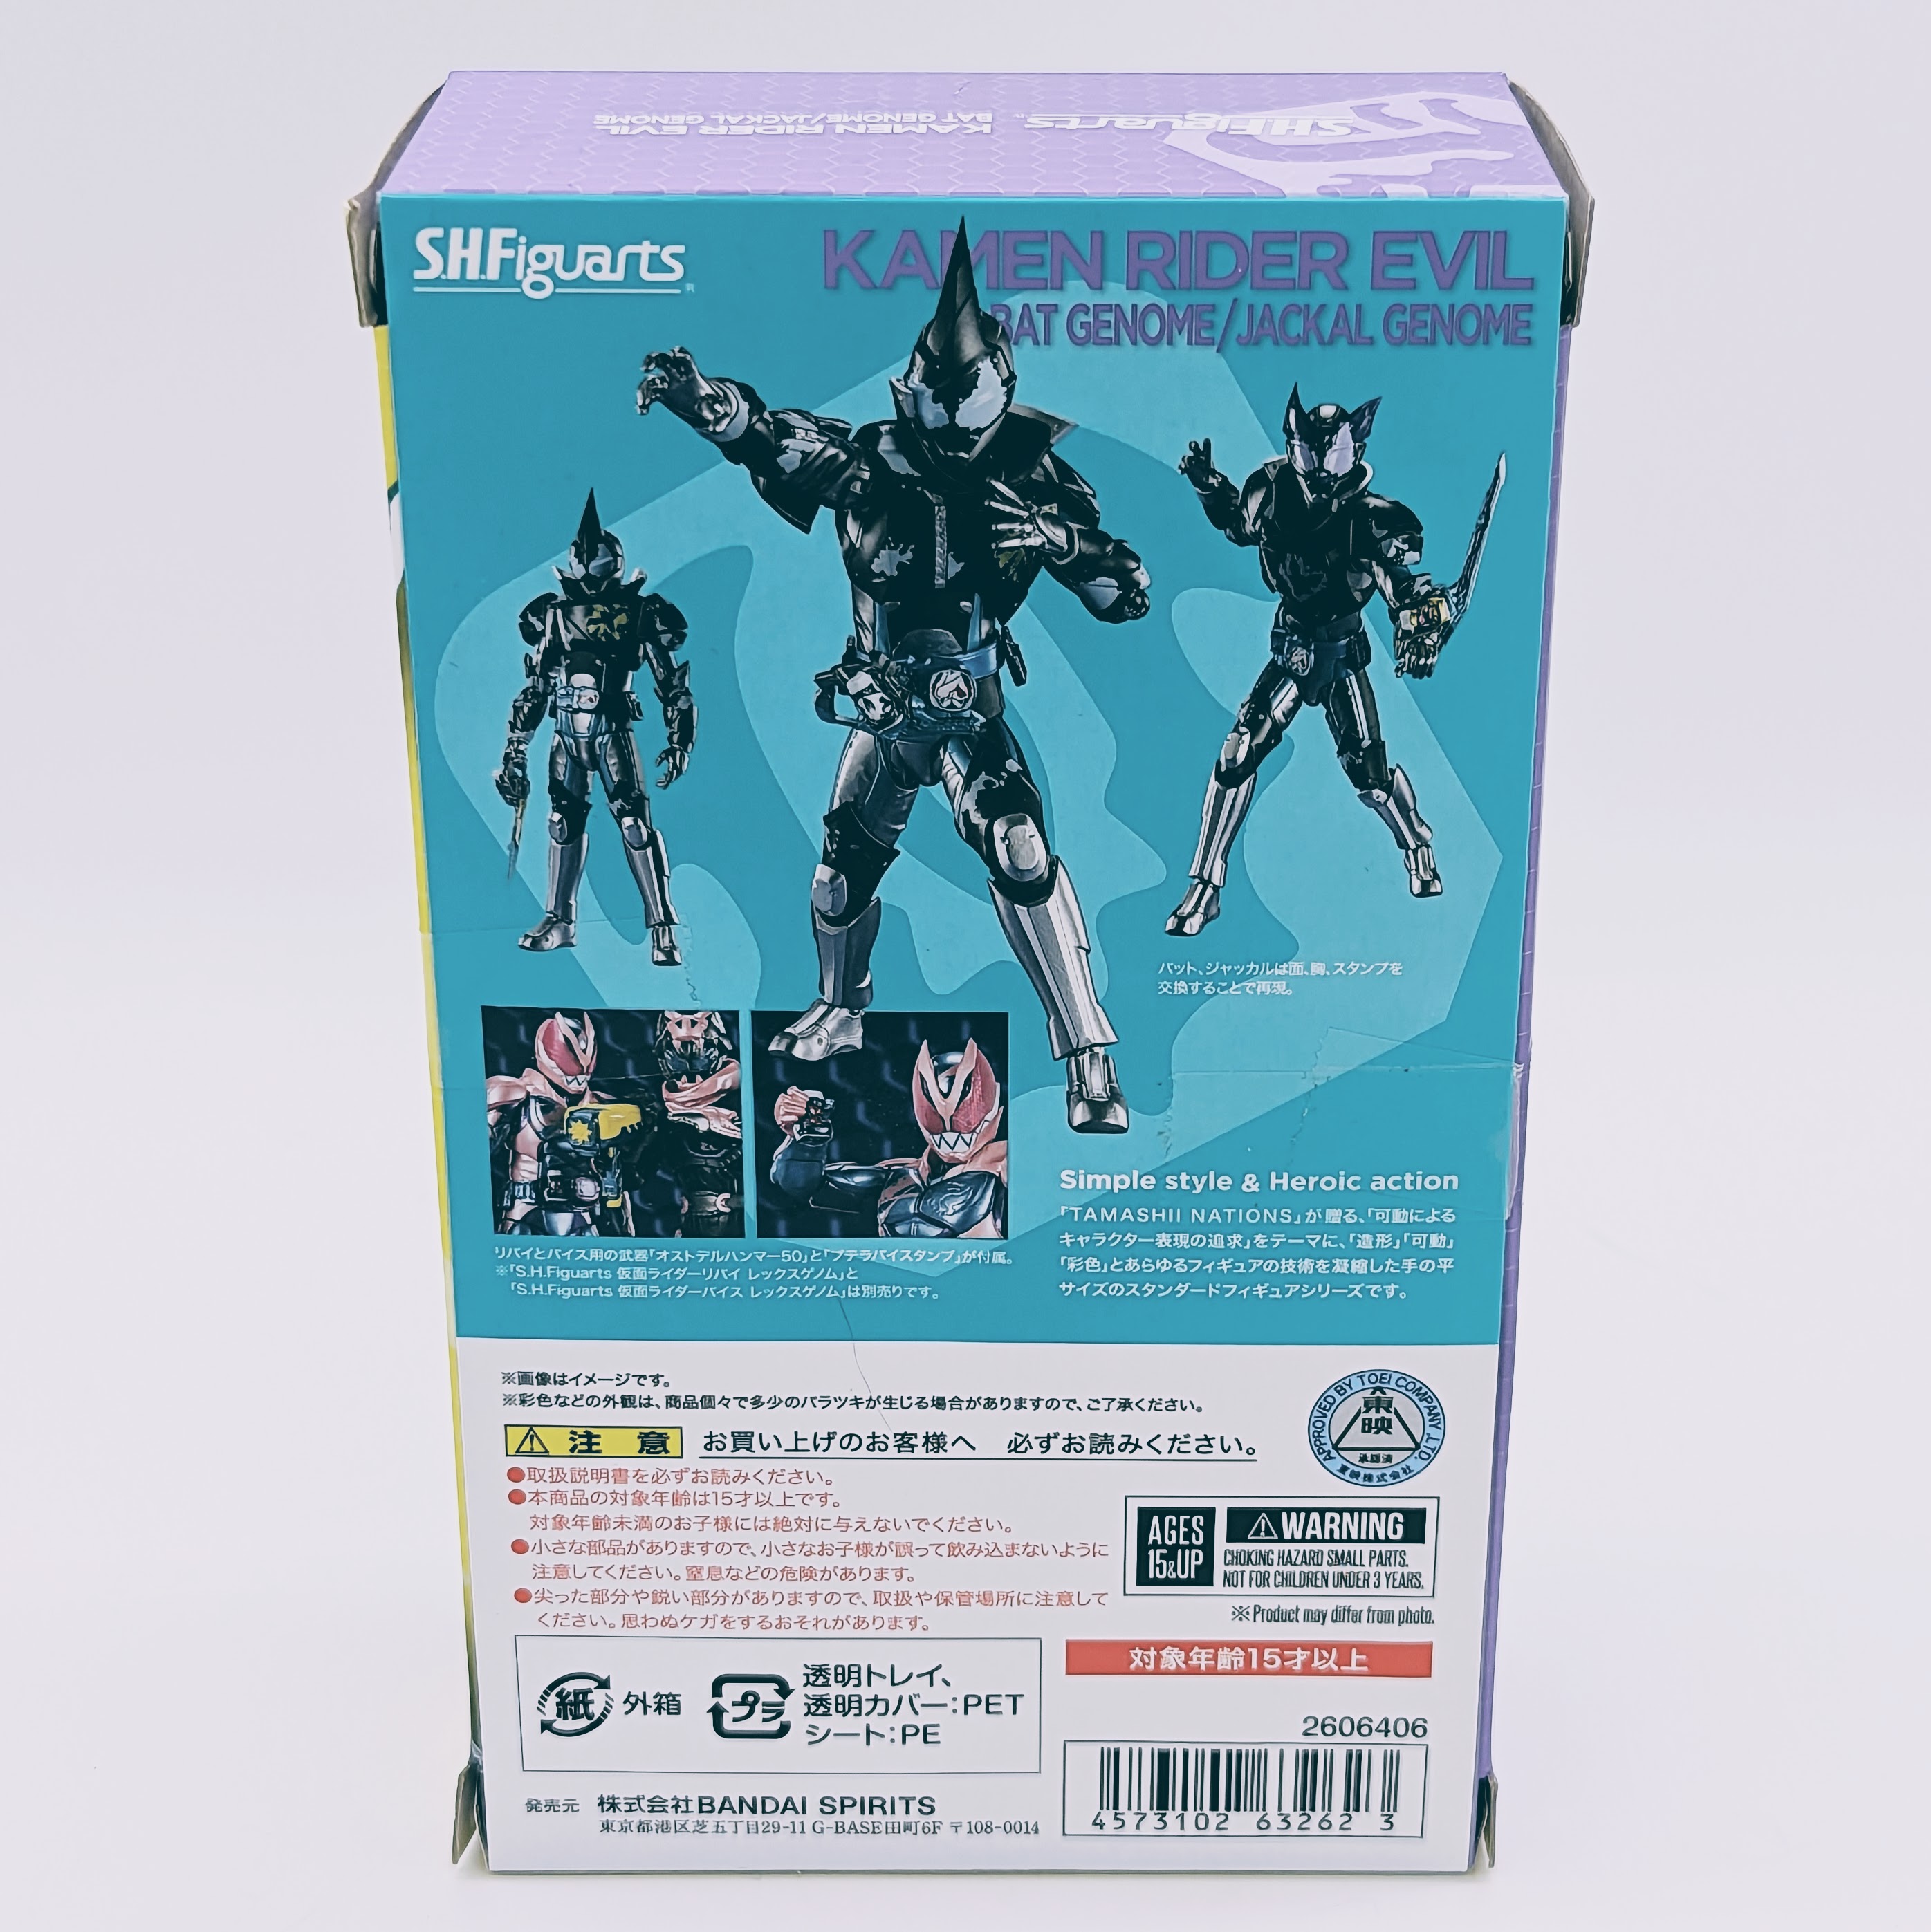 S.H.Figuarts
KAMEN RIDER EVIL
BAT GENOME/JACKAL GENOME
S.H.Figuarts®
KAMEN RIDER EVIL
BAT GENOME/JACKAL GENOME
バット、ジャッカルは面、胸、スタンプを
交換することで再現。
リバイとバイス用の武器「オストデルハンマー50」と「プテラバイスタンプ」が付属。
※「S.H.Figuarts 仮面ライダーリバイ レックスゲノム」と
「S.H.Figuarts 仮面ライダーバイス レックスゲノム」は別売りです。
Simple style & Heroic action
「TAMASHII NATIONS」が贈る、「可動による
キャラクター表現の追求」をテーマに、「造形」「可動」
「彩色」とあらゆるフィギュアの技術を凝縮した手の平
サイズのスタンダードフィギュアシリーズです。
※画像はイメージです。
※彩色などの外観は、商品個々で多少のバラツキが生じる場合がありますので、ご了承ください。
注 意 お買い上げのお客様へ 必ずお読みください。
●取扱説明書を必ずお読みください。
●本商品の対象年齢は15才以上です。
対象年齢未満のお子様には絶対に与えないでください。
●小さな部品がありますので、小さなお子様が誤って飲み込まないように
注意してください。窒息などの危険があります。
●尖った部分や鋭い部分がありますので、取扱や保管場所に注意して
ください。思わぬケガをするおそれがあります。
APPROVED BY TOEI COMPANY, LTD.
東映
承認済
東映株式会社
AGES
15&UP
WARNING
CHOKING HAZARD SMALL PARTS.
NOT FOR CHILDREN UNDER 3 YEARS.
※Product may differ from photo.
対象年齢15才以上
紙 外箱
プラ
透明トレイ、
透明カバー:PET
シート:PE
2606406
4573102 63262 3
発売元 株式会社BANDAI SPIRITS
東京都港区芝五丁目29-11 G-BASE田町6F 〒108-0014